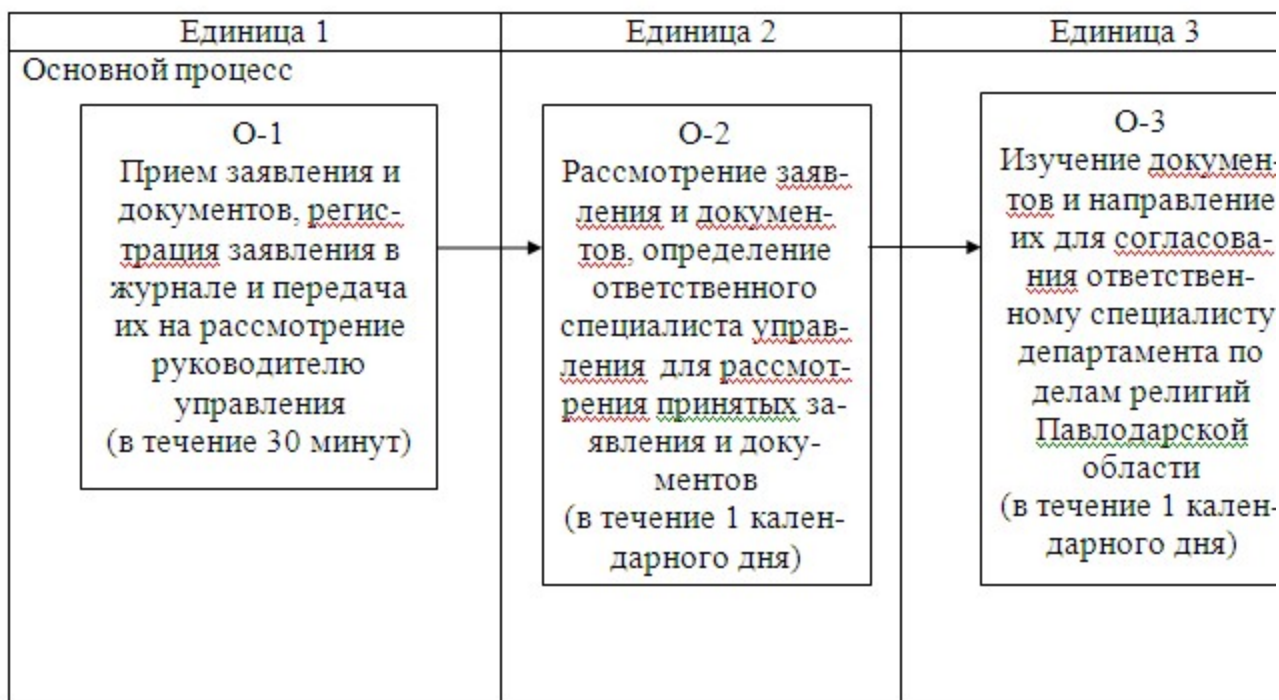 Единица 1
Единица 2
Единица 3
Основной процесс
О-1
Прием заявления и
документов, регис-
трация заявления в
журнале и передача
их на рассмотрение
руководителю
управления
(в течение 30 минут)
О-2
Рассмотрение заяв-
ления и докумен-
тов, определение
ответственного
специалиста управ-
ления для рассмот-
рения принятых за-
явления и доку-
ментов
(в течение 1 кален-
дарного дня)
О-3
Изучение докумен-
тов и направление
их для согласова-
ния ответствен-
ному специалисту
департамента по
делам религий
Павлодарской
области
(в течение 1 кален-
дарного дня)